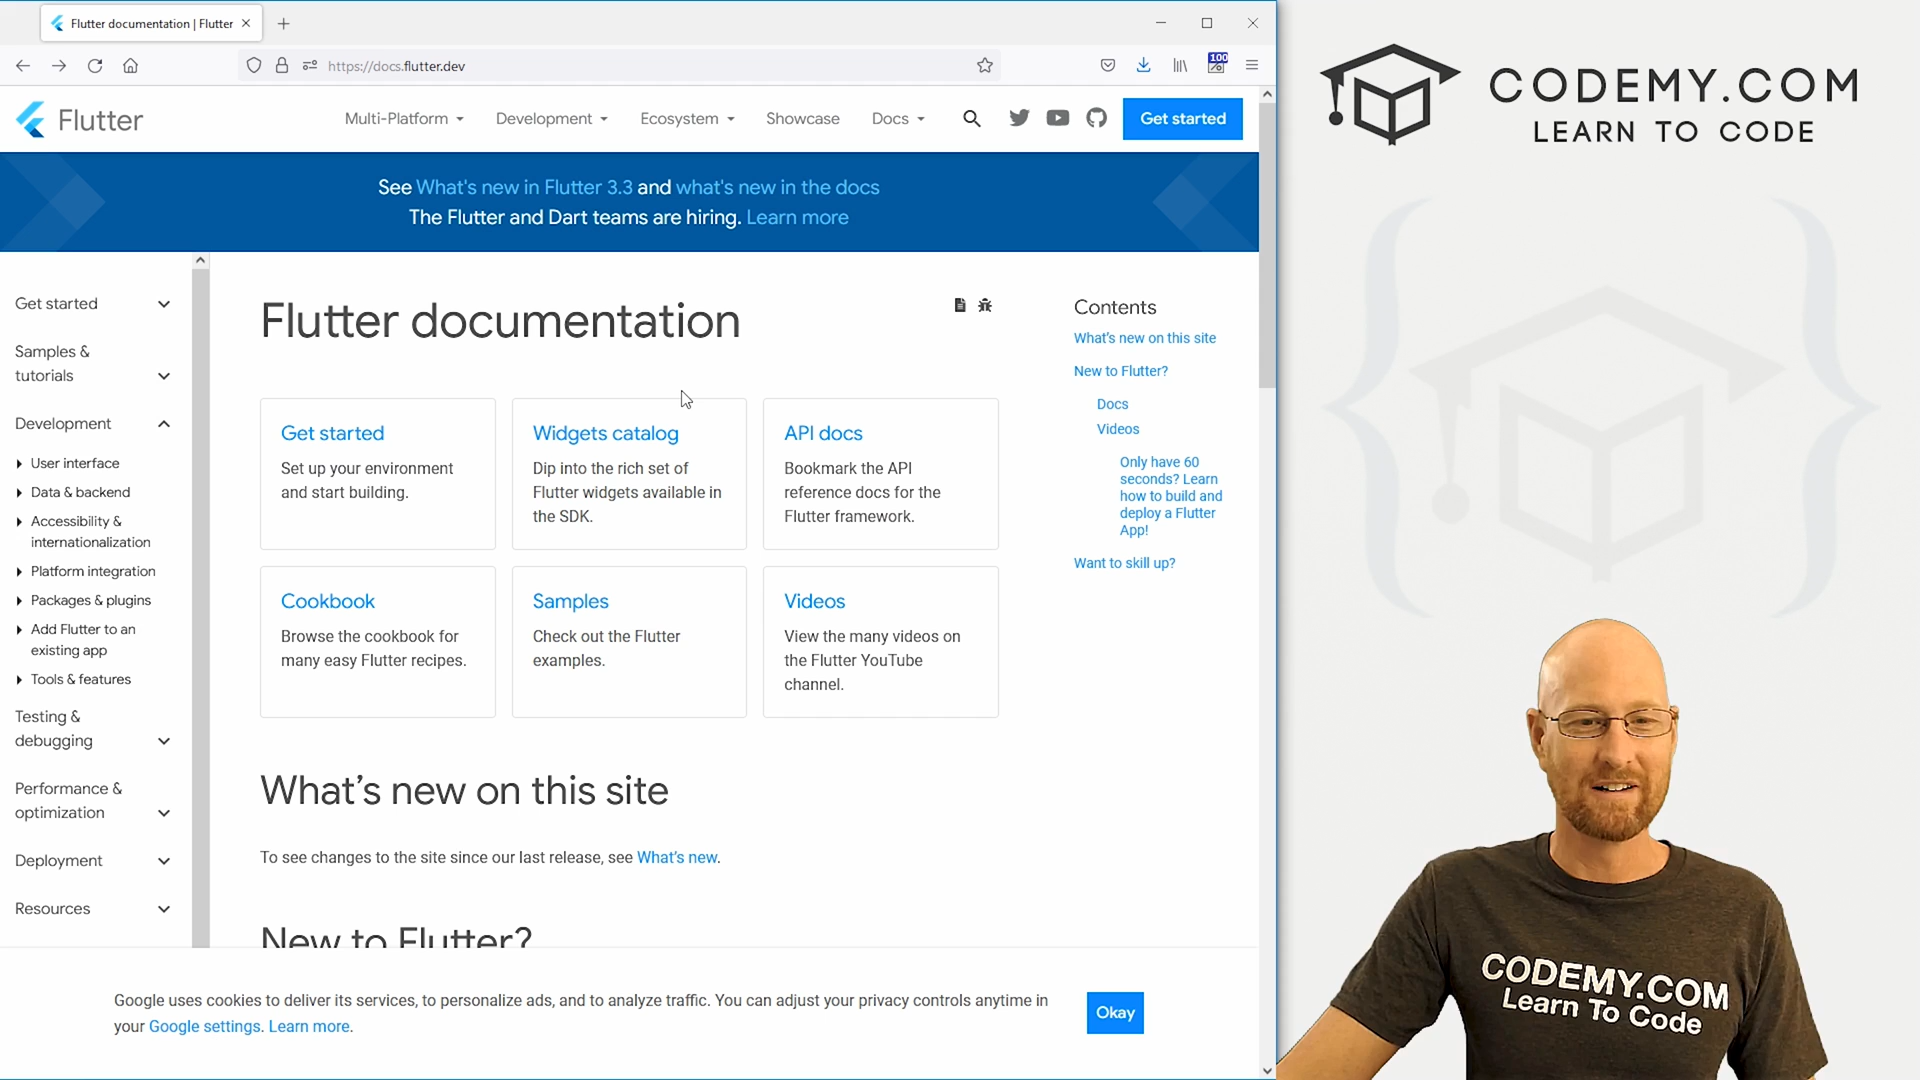 Flutter documentation | Flutter
https://docs.flutter.dev
100
Flutter
Multi-Platform
Development
Ecosystem
Showcase
Docs
Get started
See What's new in Flutter 3.3 and what's new in the docs
The Flutter and Dart teams are hiring. Learn more
Get started
Samples &
tutorials
Development
User interface
Data & backend
Accessibility &
internationalization
Platform integration
Packages & plugins
Add Flutter to an
existing app
Tools & features
Testing &
debugging
Performance &
optimization
Deployment
Resources
Flutter documentation
Get started
Set up your environment
and start building.
Widgets catalog
Dip into the rich set of
Flutter widgets available in
the SDK.
API docs
Bookmark the API
reference docs for the
Flutter framework.
Cookbook
Browse the cookbook for
many easy Flutter recipes.
Samples
Check out the Flutter
examples.
Videos
View the many videos on
the Flutter YouTube
channel.
What’s new on this site
To see changes to the site since our last release, see What’s new.
New to Flutter?
Contents
What’s new on this site
New to Flutter?
Docs
Videos
Only have 60
seconds? Learn
how to build and
deploy a Flutter
App!
Want to skill up?
Google uses cookies to deliver its services, to personalize ads, and to analyze traffic. You can adjust your privacy controls anytime in
your Google settings. Learn more.
Okay
CODEMY.COM
LEARN TO CODE
CODEMY.COM
Learn To Code